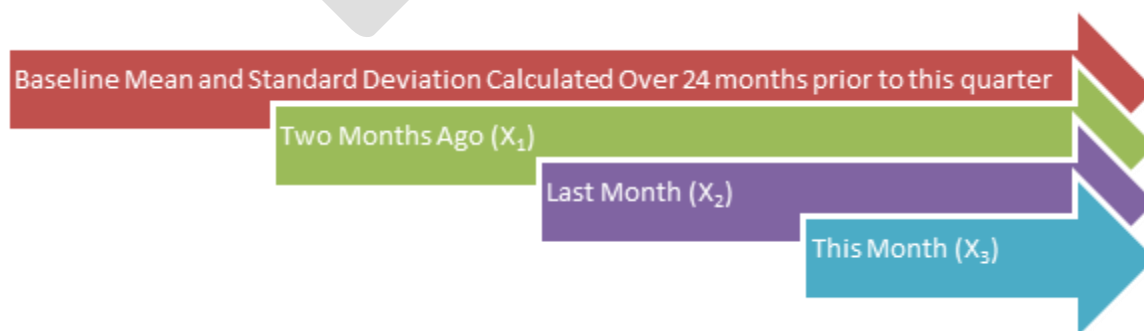 Baseline Mean and Standard Deviation Calculated Over 24 months prior to this quarter
Two Months Ago (X₁)
Last Month (X₂)
This Month (X₃)